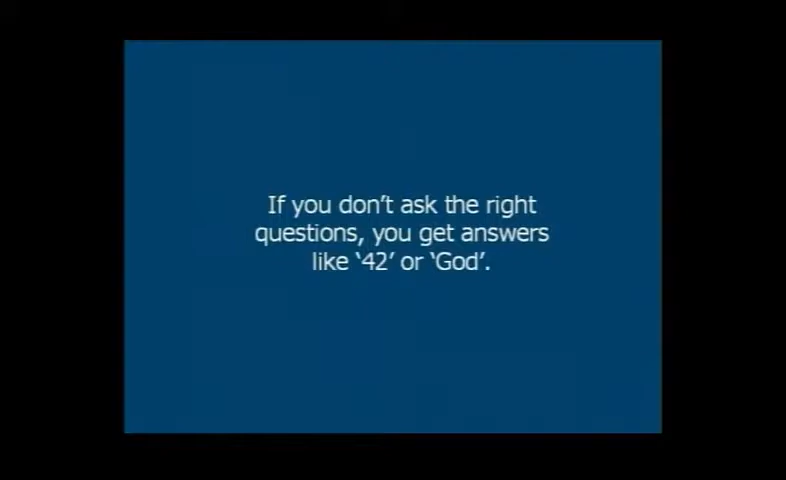 If you don’t ask the right
questions, you get answers
like ‘42’ or ‘God’.